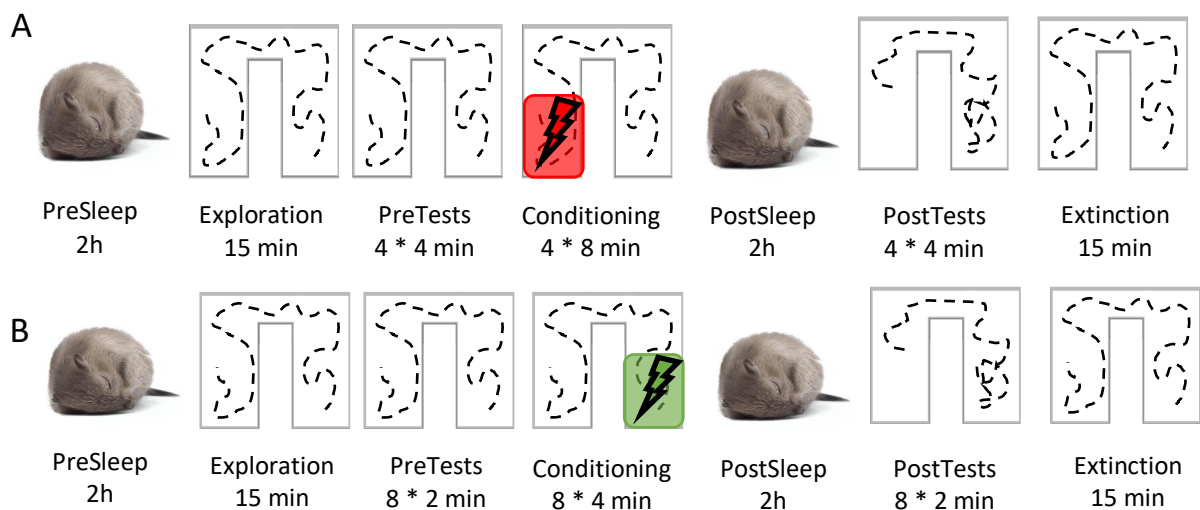 A
PreSleep
2h
Exploration
15 min
PreTests
4 * 4 min
Conditioning
4 * 8 min
PostSleep
2h
PostTests
4 * 4 min
Extinction
15 min
B
PreSleep
2h
Exploration
15 min
PreTests
8 * 2 min
Conditioning
8 * 4 min
PostSleep
2h
PostTests
8 * 2 min
Extinction
15 min